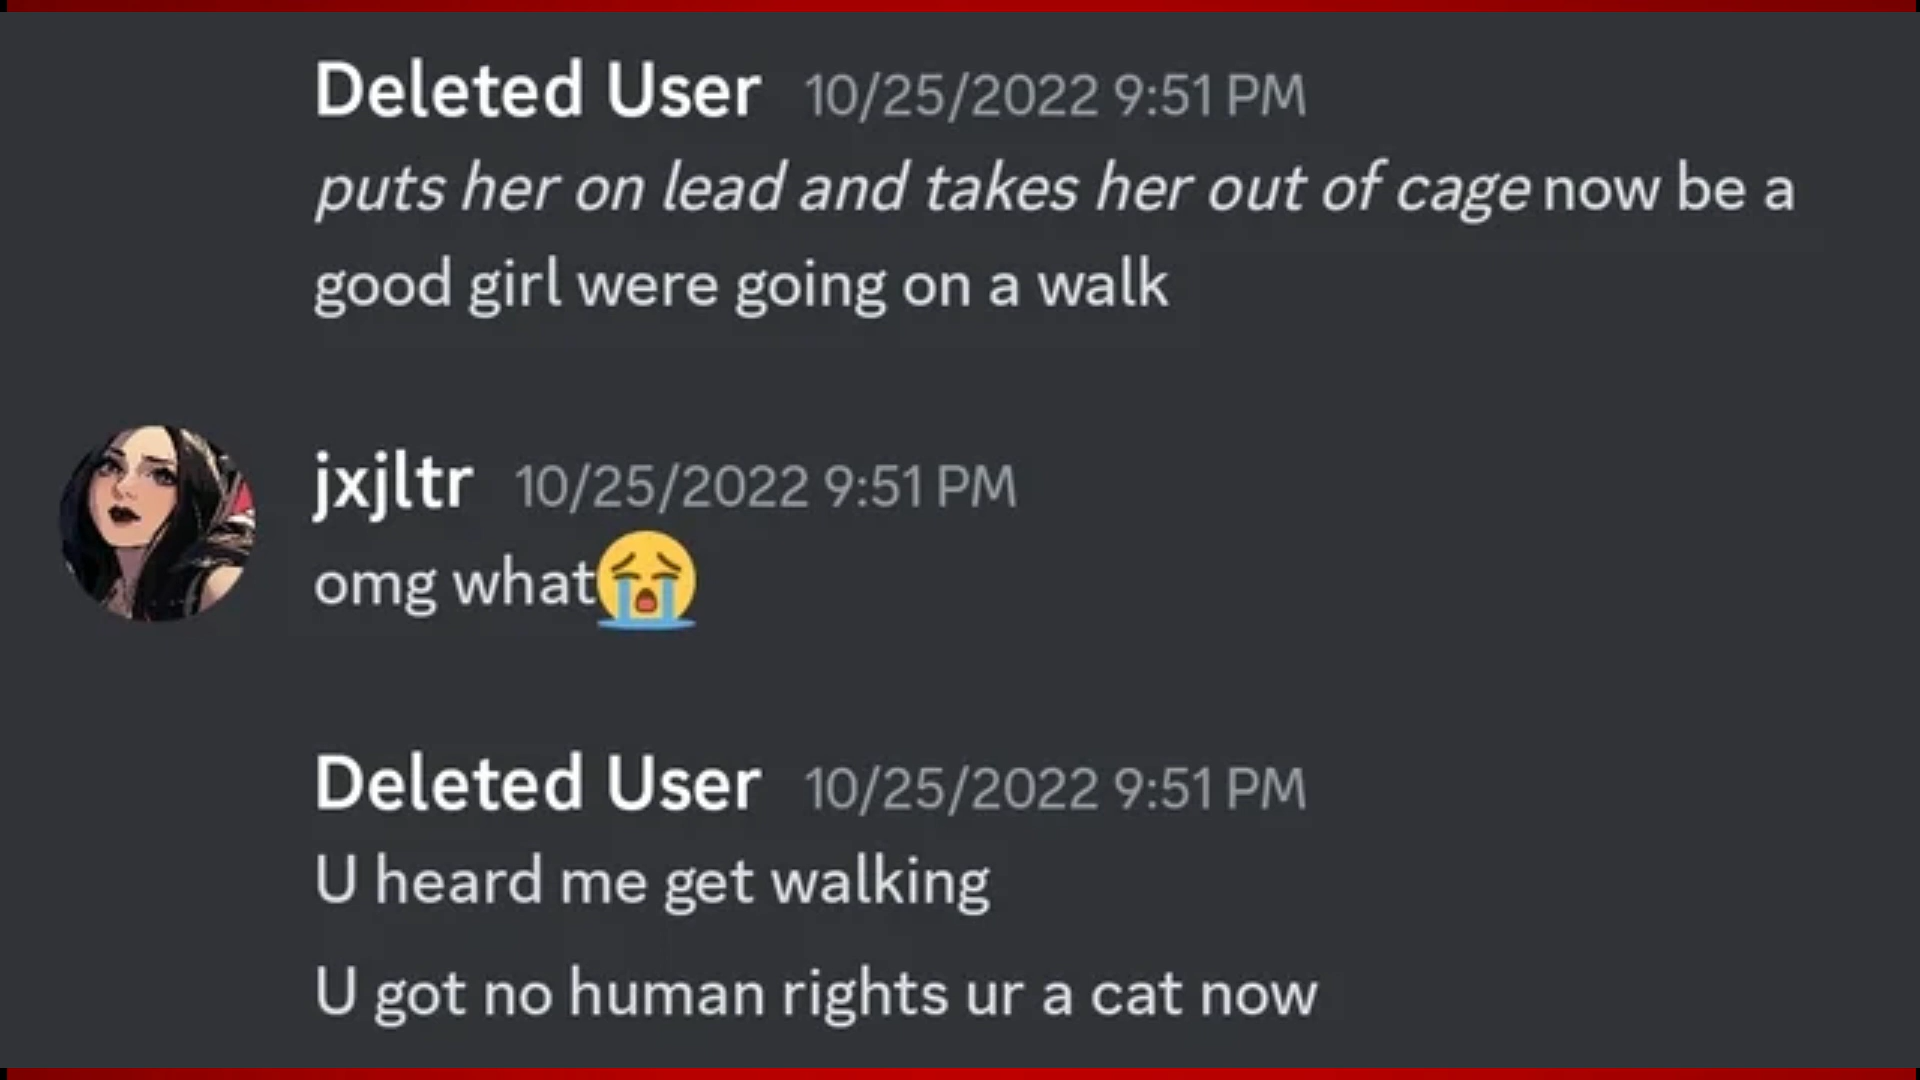 Deleted User 10/25/2022 9:51 PM
puts her on lead and takes her out of cage now be a
good girl were going on a walk
jxjltr 10/25/2022 9:51 PM
omg what😭
Deleted User 10/25/2022 9:51 PM
U heard me get walking
U got no human rights ur a cat now